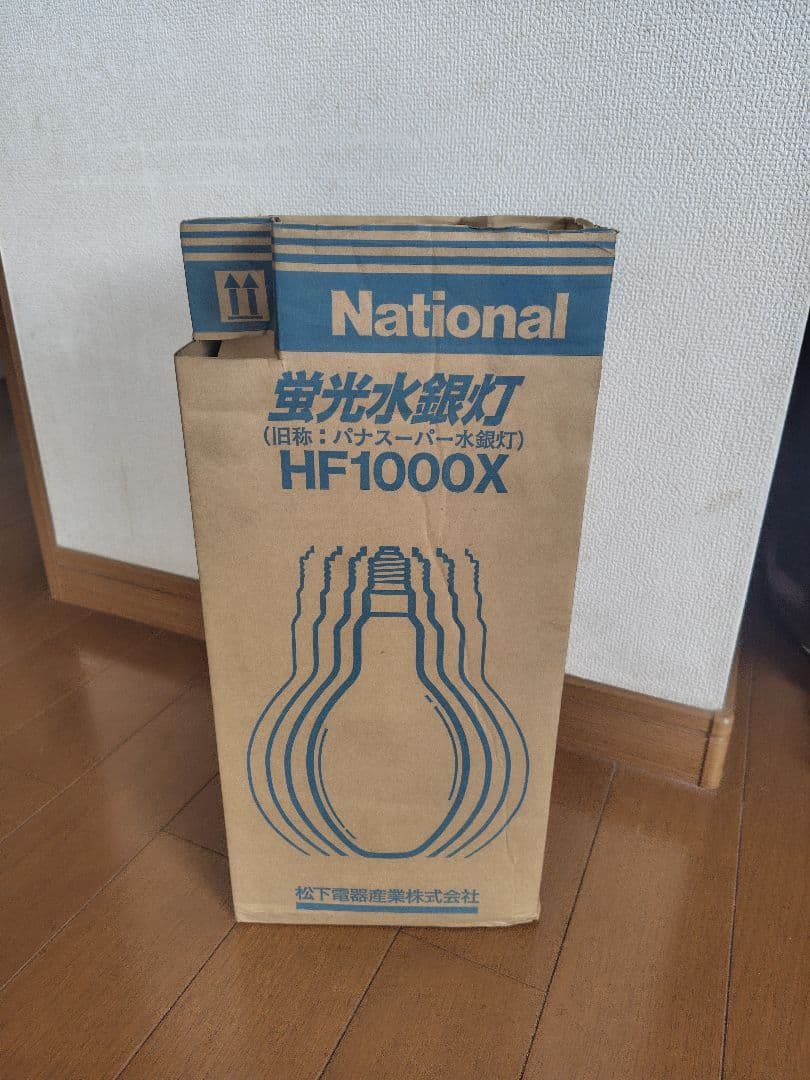 National
蛍光水銀灯
(旧称：パナスーパー水銀灯)
HF1000X
松下電器産業株式会社